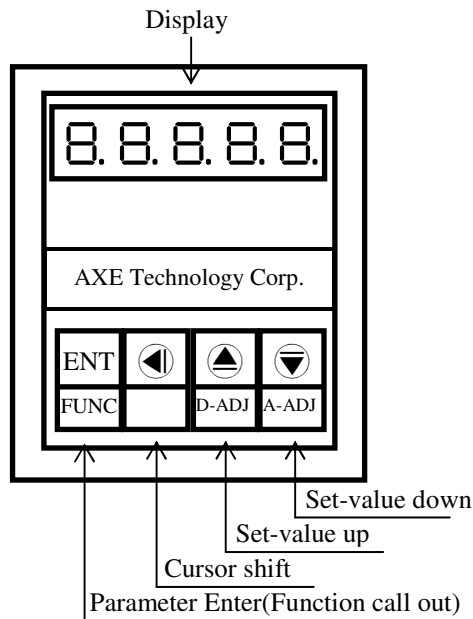 Display
8.8.8.8.8.
AXE Technology Corp.
ENT
FUNC D-ADJ A-ADJ
Set-value down
Set-value up
Cursor shift
Parameter Enter(Function call out)